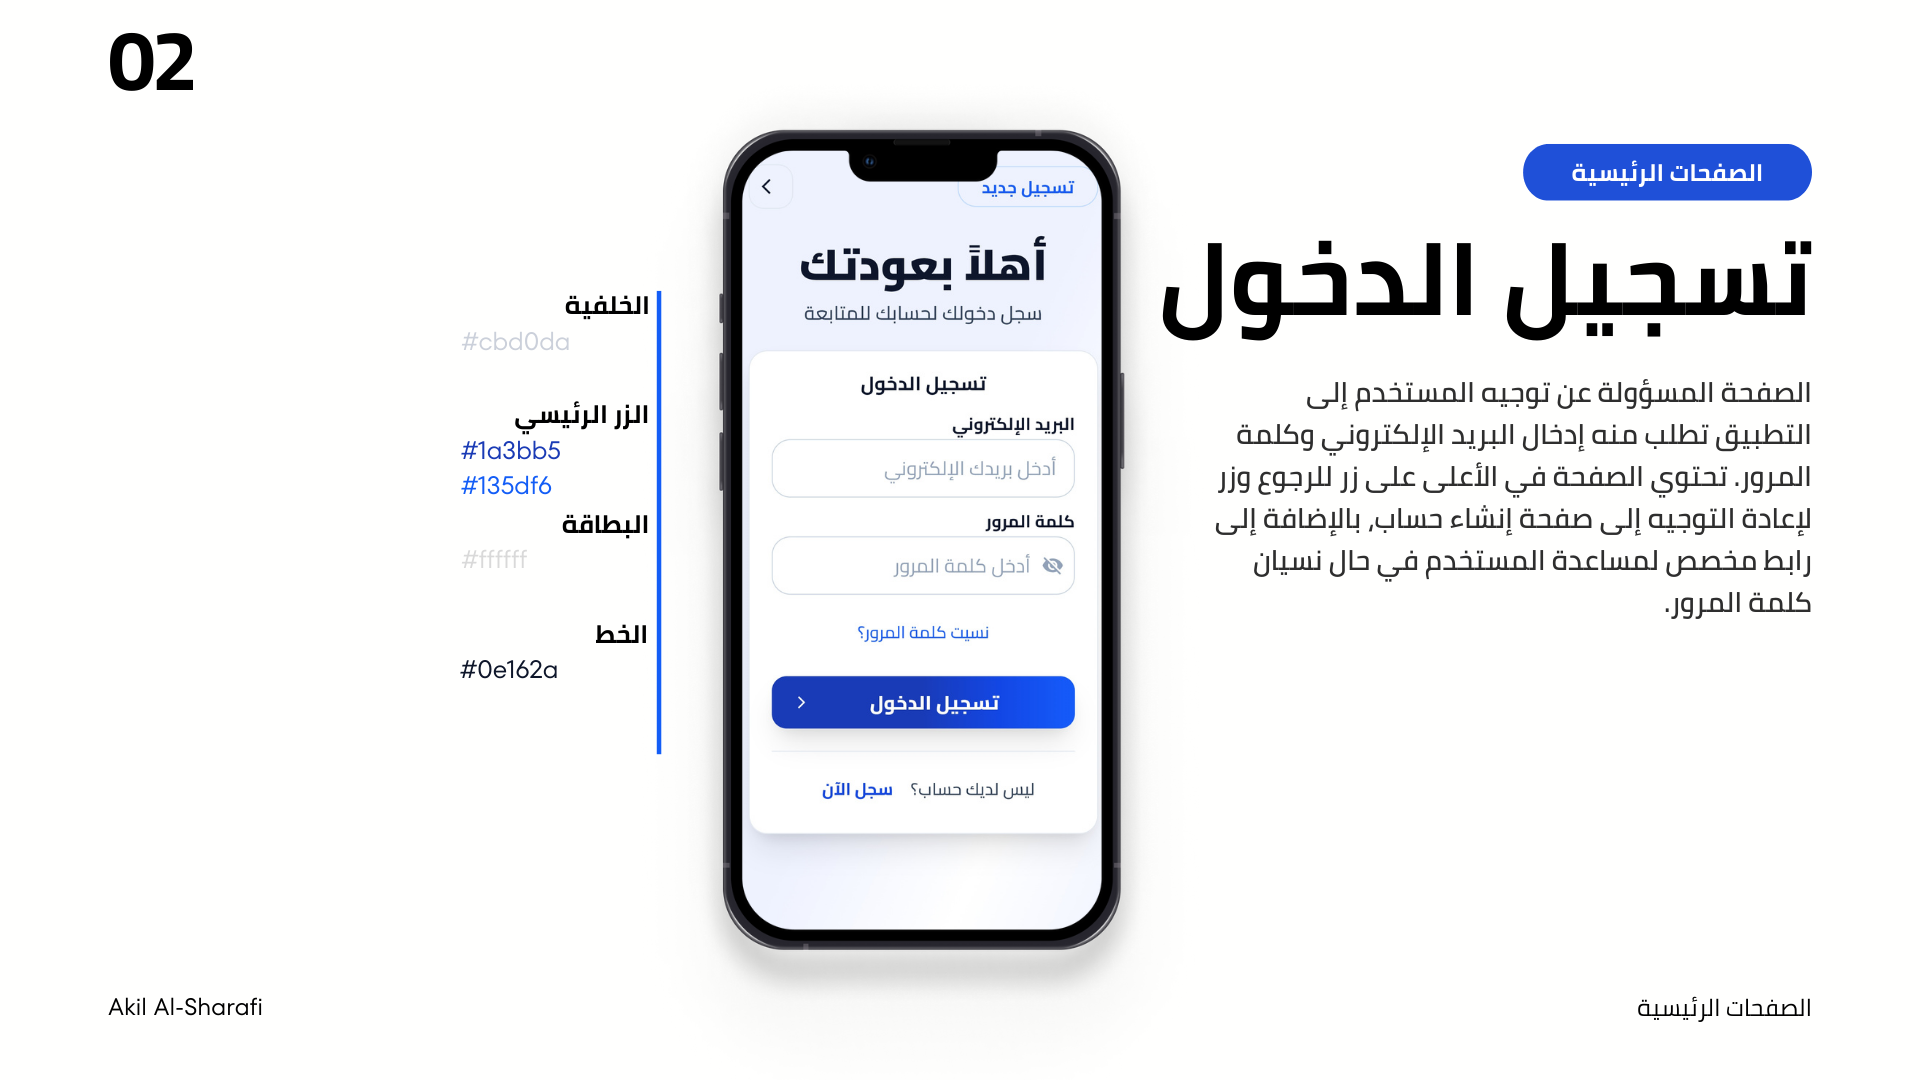 02
الصفحات الرئيسية
تسجيل الدخول
الصفحة المسؤولة عن توجيه المستخدم إلى
التطبيق تطلب منه إدخال البريد الإلكتروني وكلمة
المرور. تحتوي الصفحة في الأعلى على زر للرجوع وزر
لإعادة التوجيه إلى صفحة إنشاء حساب، بالإضافة إلى
رابط مخصص لمساعدة المستخدم في حال نسيان
كلمة المرور.
تسجيل جديد
أهلاً بعودتك
سجل دخولك لحسابك للمتابعة
تسجيل الدخول
البريد الإلكتروني
أدخل بريدك الإلكتروني
كلمة المرور
أدخل كلمة المرور
نسيت كلمة المرور؟
تسجيل الدخول
ليس لديك حساب؟ سجل الآن
الخلفية
#cbd0da
الزر الرئيسي
#1a3bb5
#135df6
البطاقة
#ffffff
الخط
#0e162a
الصفحات الرئيسية
Akil Al-Sharafi